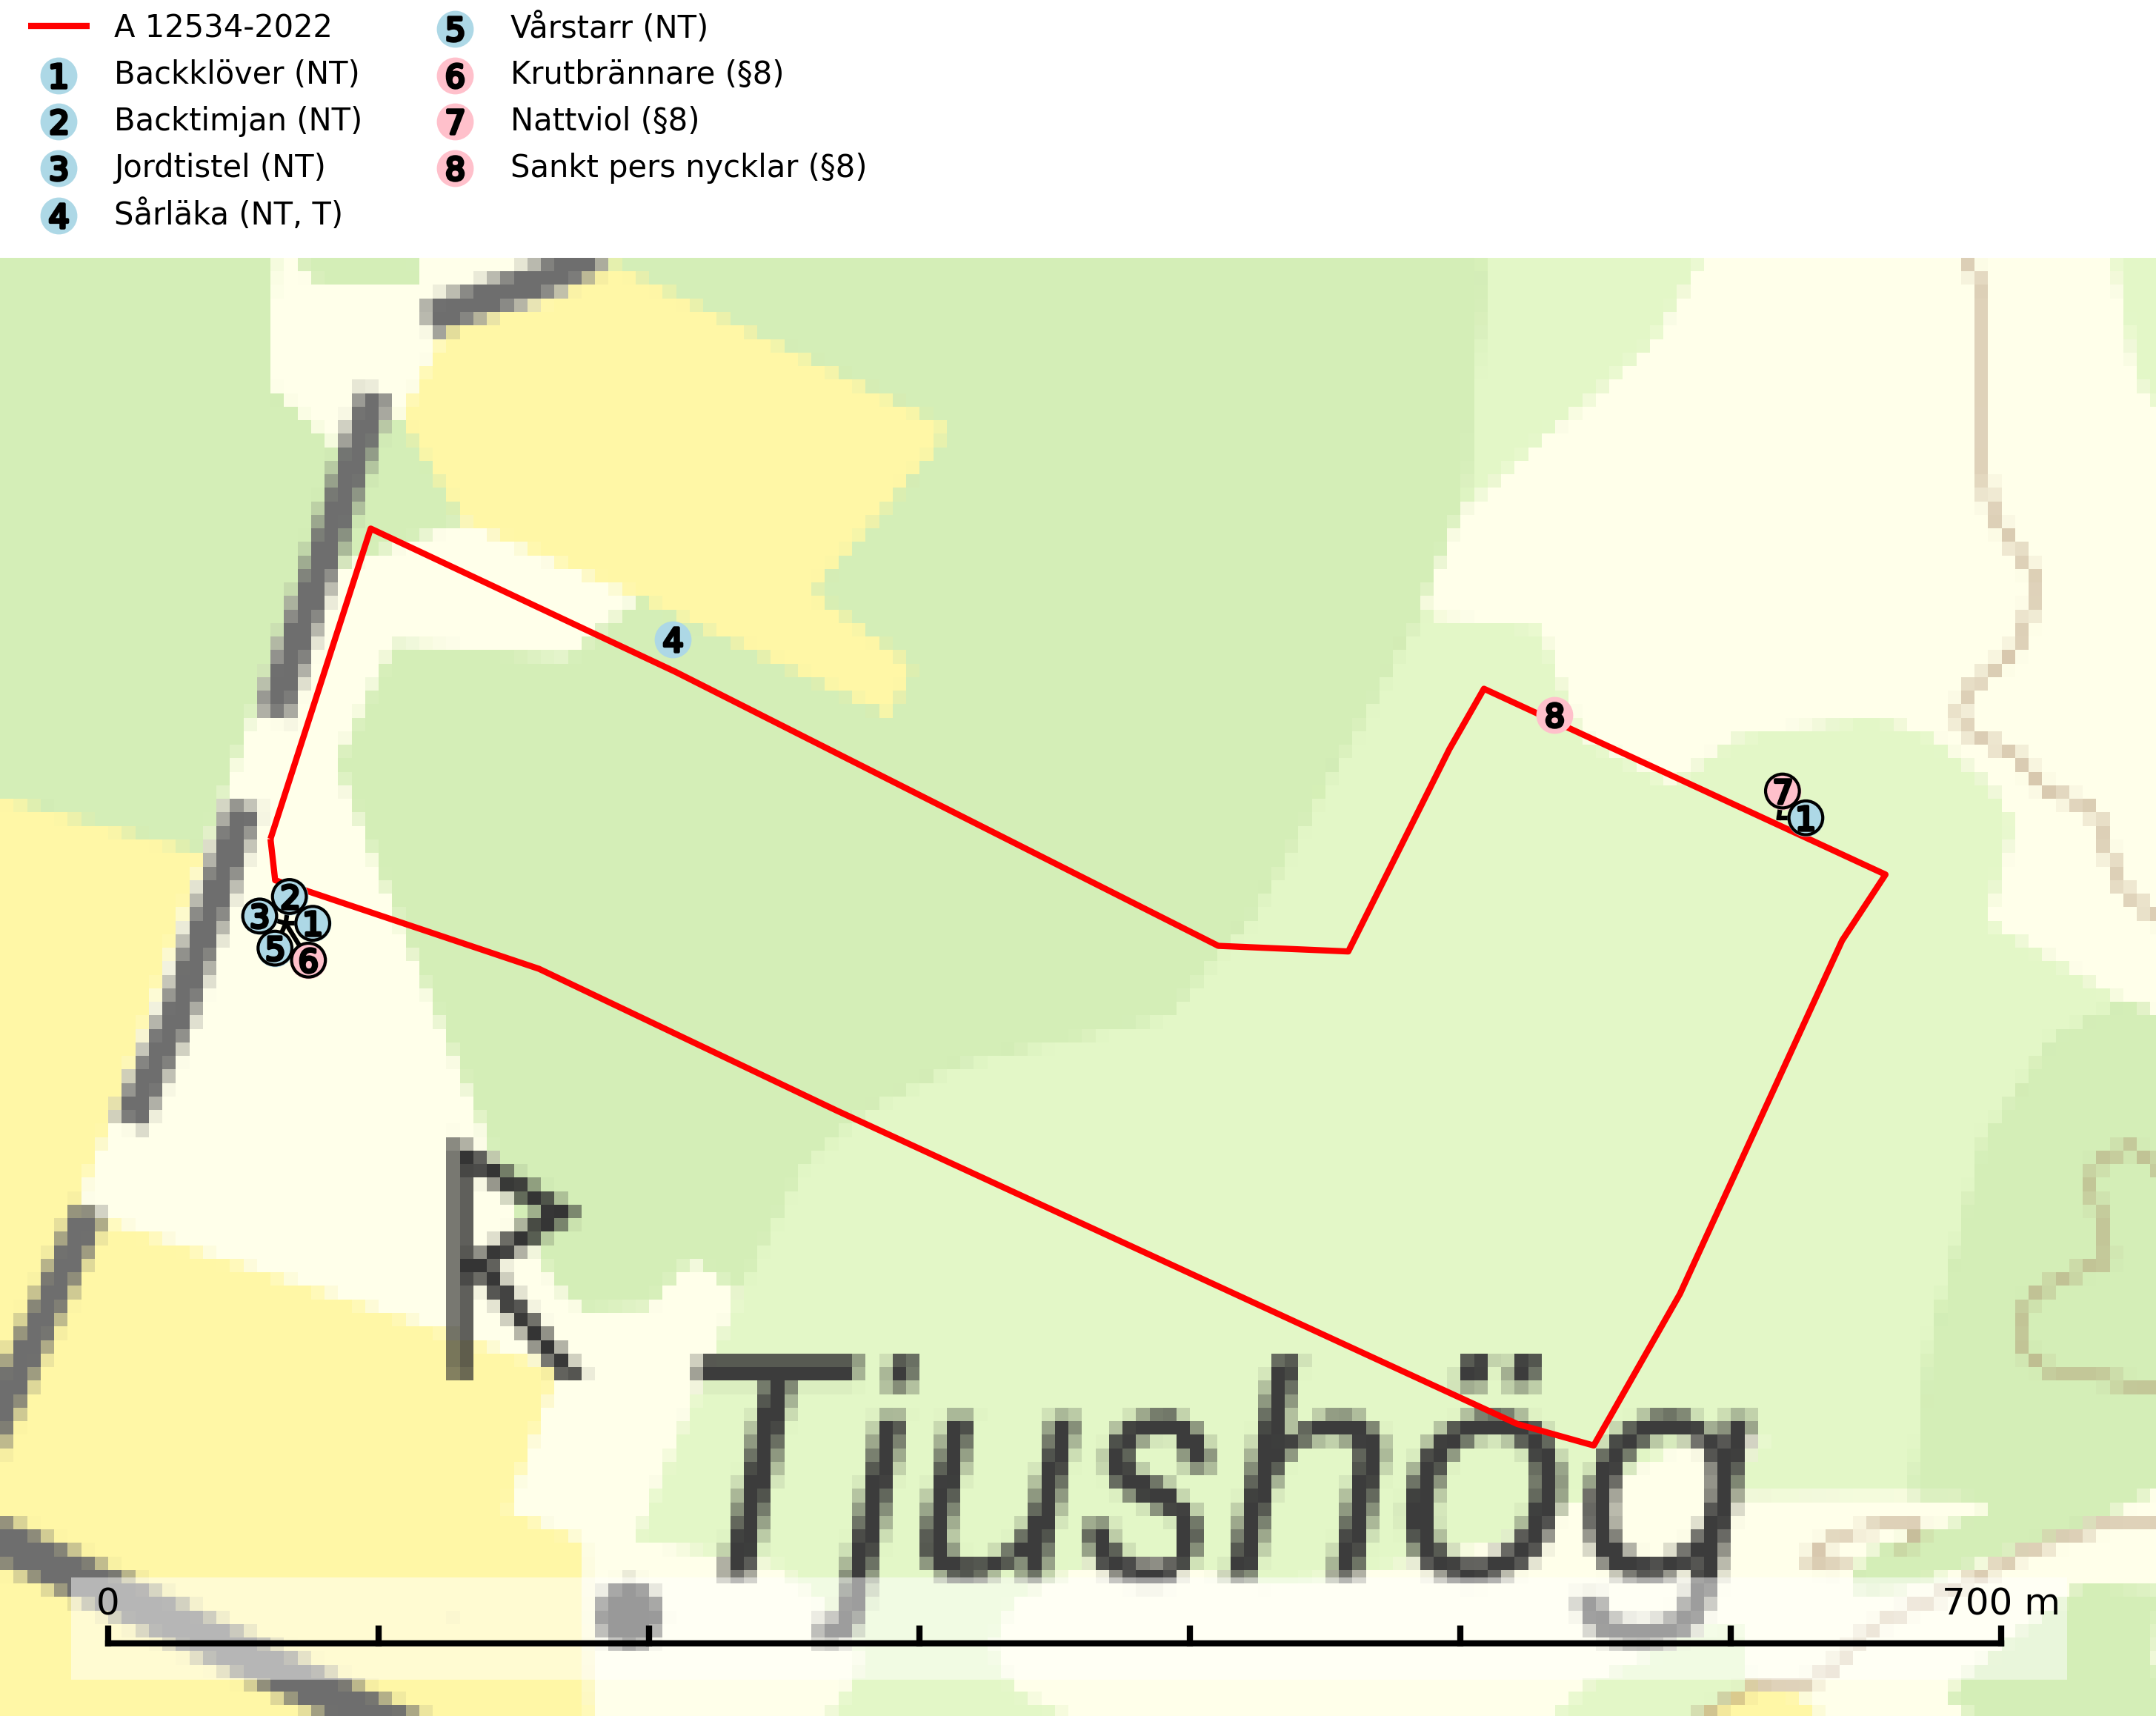 A 12534-2022
1 Backklöver (NT)
2 Backtimjan (NT)
3 Jordtistel (NT)
4 Sårläka (NT, T)
5 Vårstarr (NT)
6 Krutbrännare (§8)
7 Nattviol (§8)
8 Sankt pers nycklar (§8)
4
8
7
1
2
3
1
5
6
R
Tjushög
0
700 m